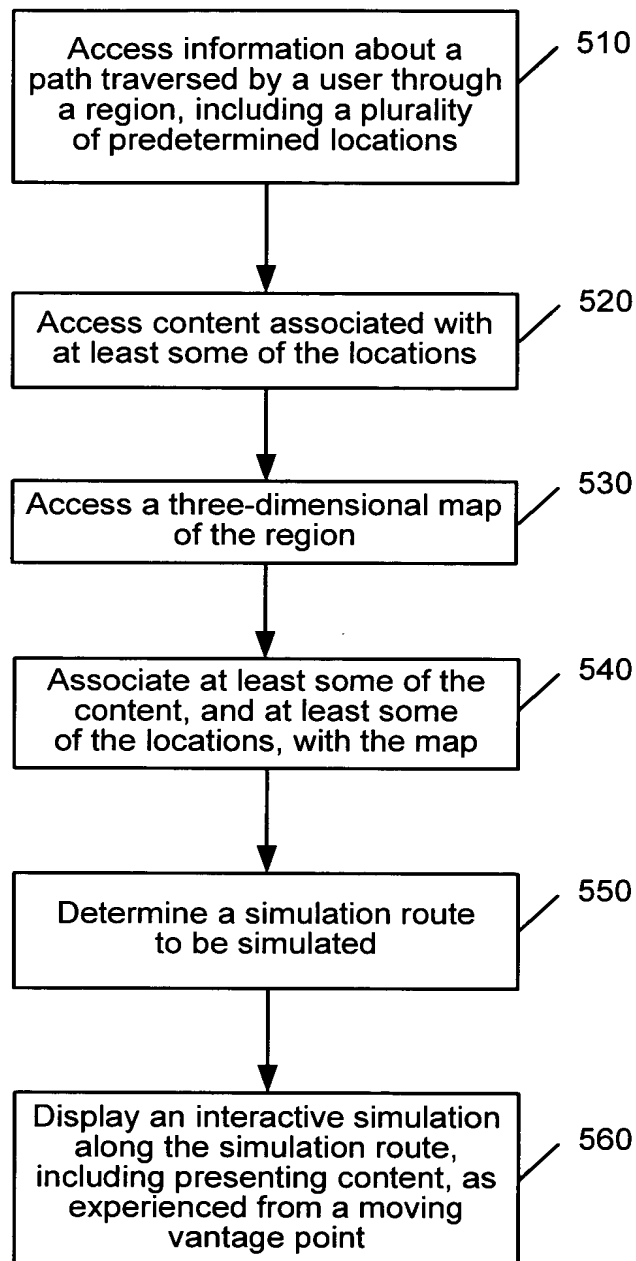 Access information about a
path traversed by a user through
a region, including a plurality
of predetermined locations
510
Access content associated with
at least some of the locations
520
Access a three-dimensional map
of the region
530
Associate at least some of the
content, and at least some
of the locations, with the map
540
Determine a simulation route
to be simulated
550
Display an interactive simulation
along the simulation route,
including presenting content, as
experienced from a moving
vantage point
560